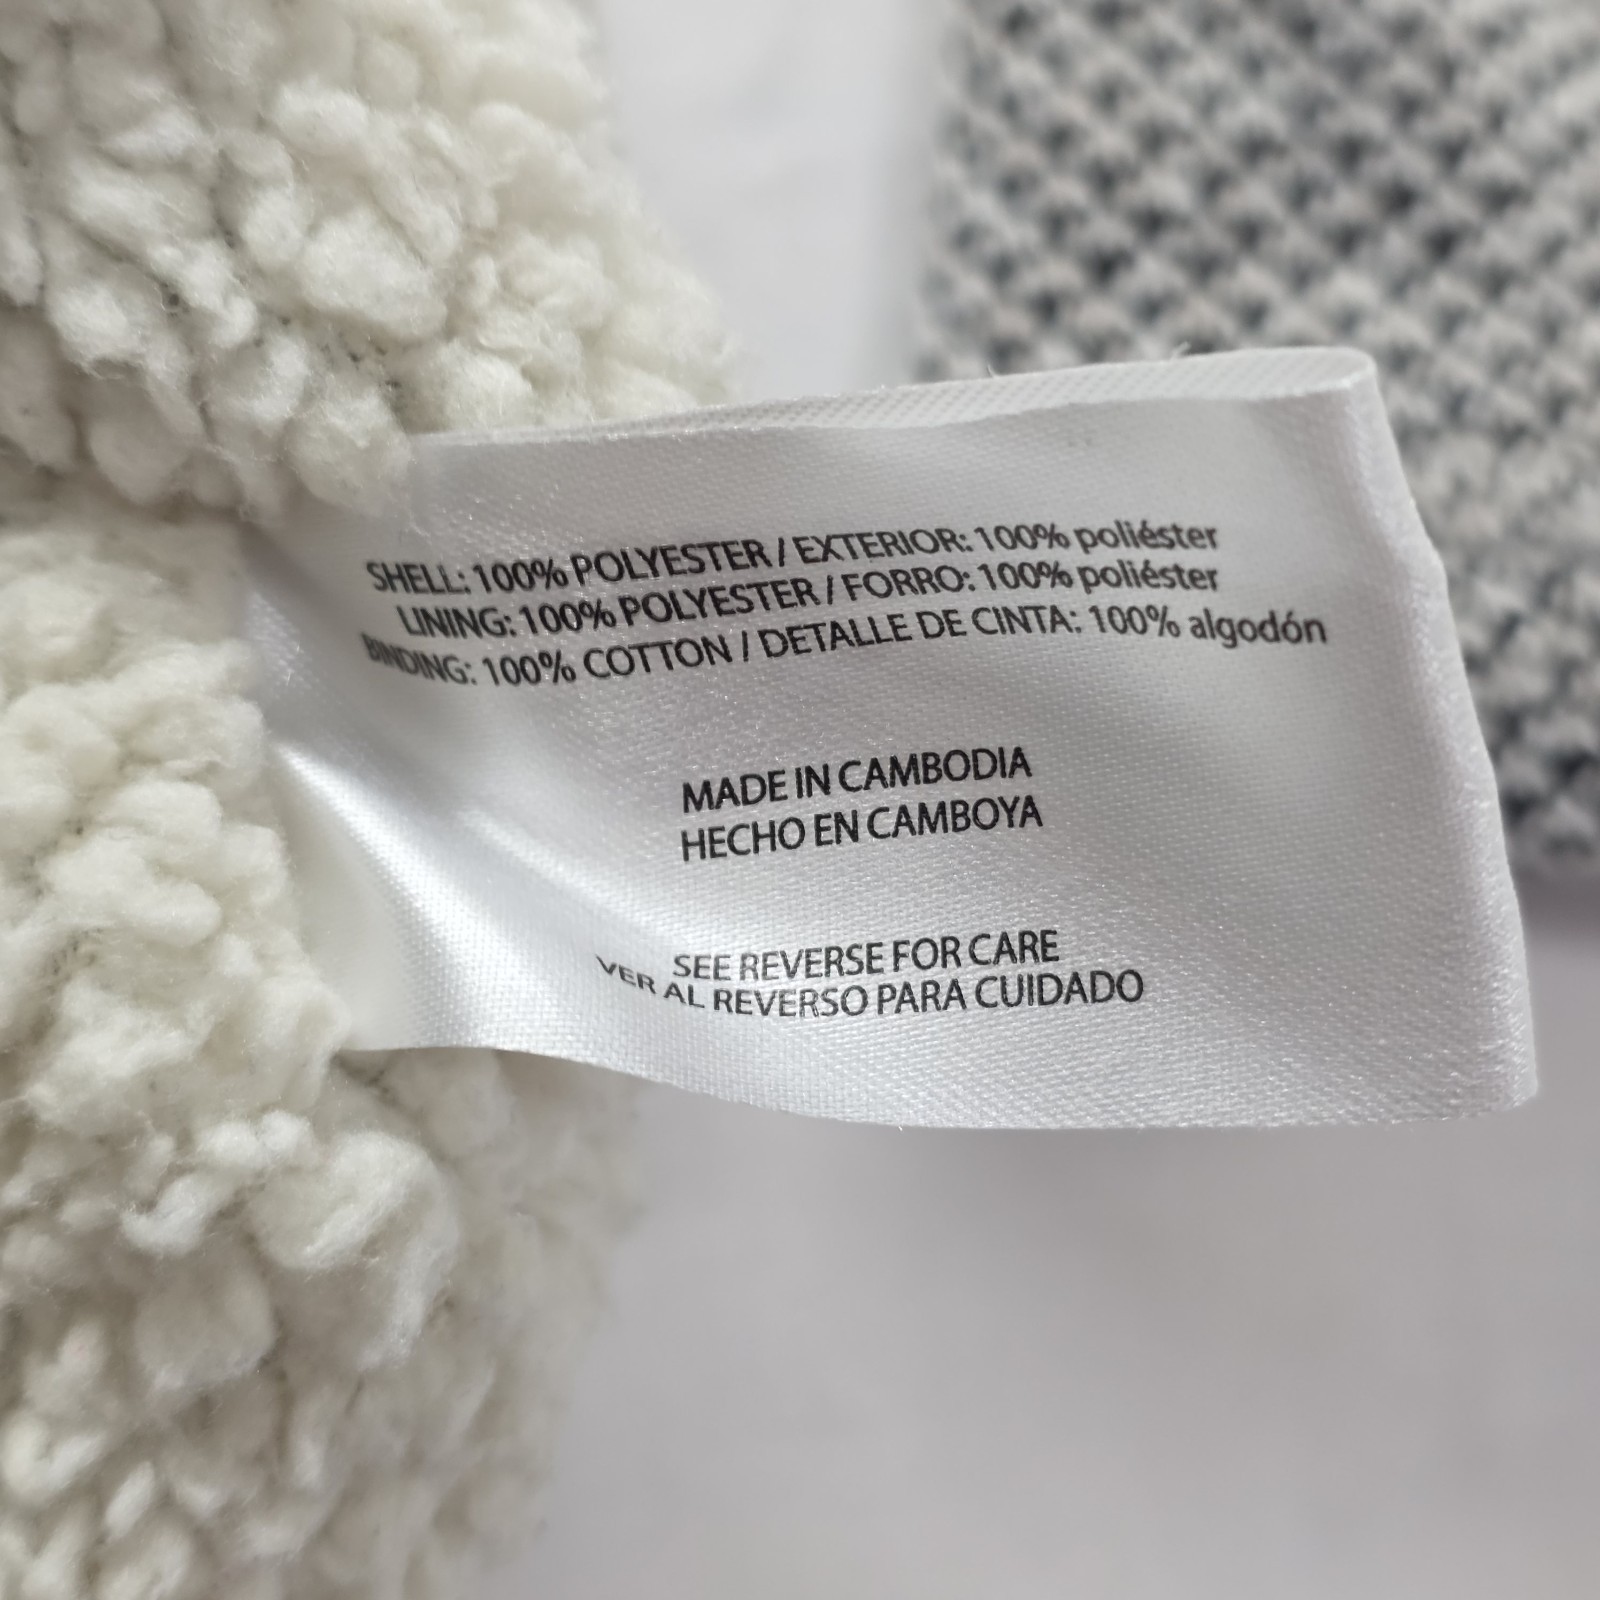 SHELL: 100% POLYESTER / EXTERIOR: 100% poliéster
LINING: 100% POLYESTER / FORRO: 100% poliéster
BINDING: 100% COTTON / DETALLE DE CINTA: 100% algodón
MADE IN CAMBODIA
HECHO EN CAMBOYA
SEE REVERSE FOR CARE
VER AL REVERSO PARA CUIDADO